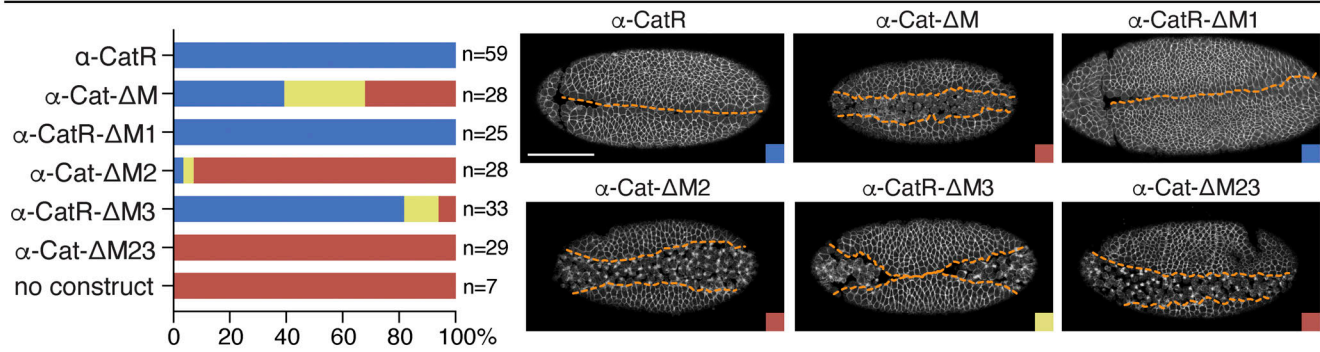 α-CatR n=59
α-Cat-ΔM n=28
α-CatR-ΔM1 n=25
α-Cat-ΔM2 n=28
α-CatR-ΔM3 n=33
α-Cat-ΔM23 n=29
no construct n=7
0 20 40 60 80 100%
α-CatR α-Cat-ΔM α-CatR-ΔM1
α-Cat-ΔM2 α-CatR-ΔM3 α-Cat-ΔM23